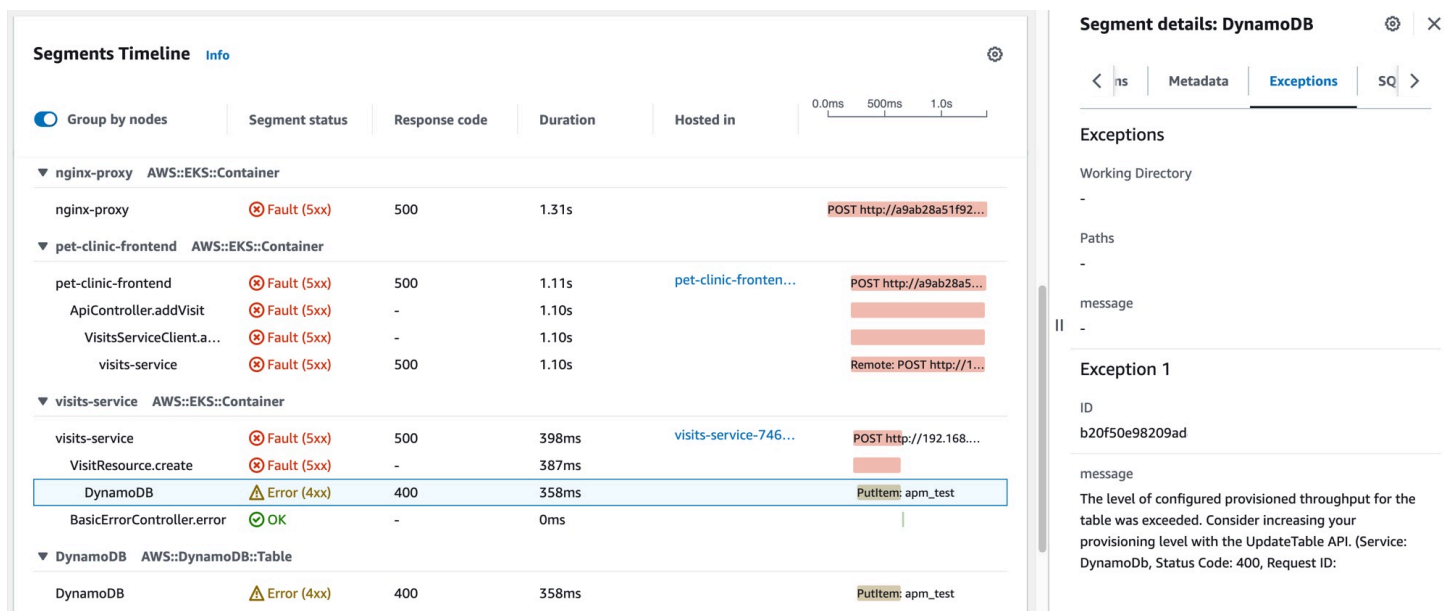 Segments Timeline Info
Group by nodes Segment status Response code Duration Hosted in 0.0ms 500ms 1.0s
nginx-proxy AWS::EKS::Container
nginx-proxy Fault (5xx) 500 1.31s POST http://a9ab28a51f92...
pet-clinic-frontend AWS::EKS::Container
pet-clinic-frontend Fault (5xx) 500 1.11s pet-clinic-fronten... POST http://a9ab28a5...
ApiController.addVisit Fault (5xx) - 1.10s
VisitsServiceClient.a... Fault (5xx) - 1.10s
visits-service Fault (5xx) 500 1.10s Remote: POST http://1...
visits-service AWS::EKS::Container
visits-service Fault (5xx) 500 398ms visits-service-746... POST http://192.168....
VisitResource.create Fault (5xx) - 387ms
DynamoDB Error (4xx) 400 358ms PutItem: apm_test
BasicErrorController.error OK - 0ms
DynamoDB AWS::DynamoDB::Table
DynamoDB Error (4xx) 400 358ms PutItem: apm_test
Segment details: DynamoDB
ns Metadata Exceptions SQ
Exceptions
Working Directory
-
Paths
-
message
-
Exception 1
ID
b20f50e98209ad
message
The level of configured provisioned throughput for the
table was exceeded. Consider increasing your
provisioning level with the UpdateTable API. (Service:
DynamoDb, Status Code: 400, Request ID: